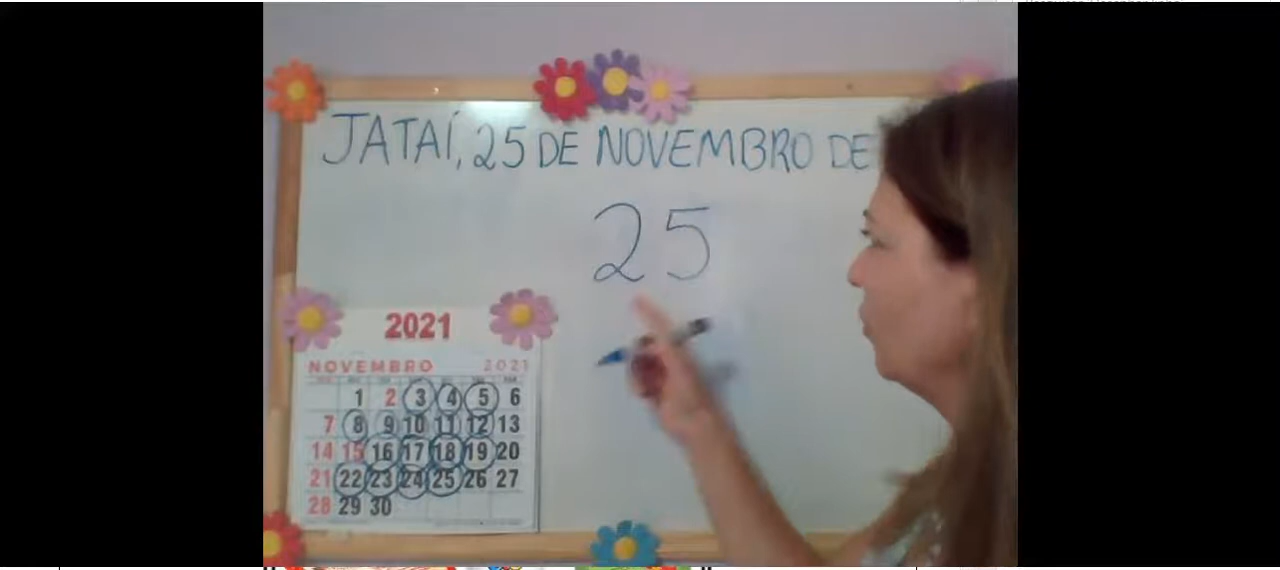 JATAÍ, 25 DE NOVEMBRO DE
25
2021
NOVEMBRO 2021
1 2 3 4 5 6
7 8 9 10 11 12 13
14 15 16 17 18 19 20
21 22 23 24 25 26 27
28 29 30